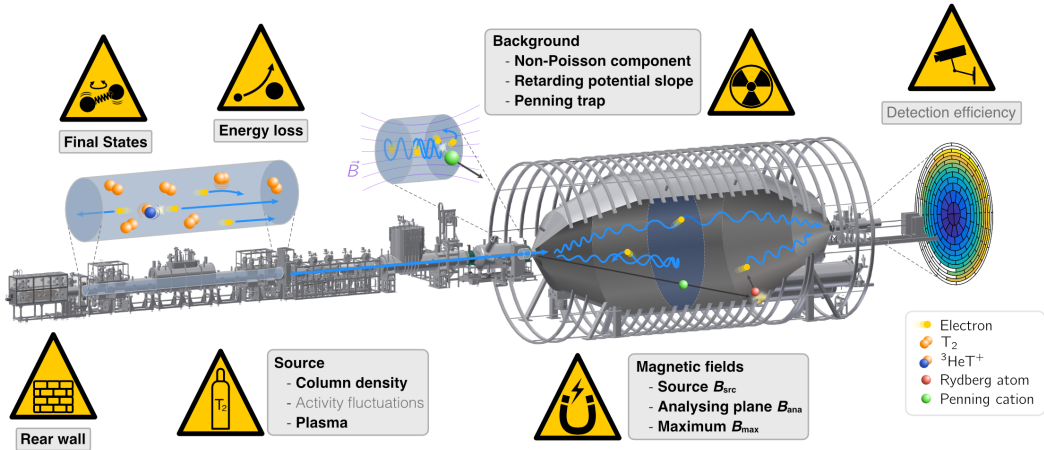 Background
- Non-Poisson component
- Retarding potential slope
- Penning trap
Detection efficiency
Final States
Energy loss
B
Electron
T₂
³HeT⁺
Rydberg atom
Penning cation
T₂
Source
- Column density
- Activity fluctuations
- Plasma
Magnetic fields
- Source Bsrc
- Analysing plane Bana
- Maximum Bmax
Rear wall